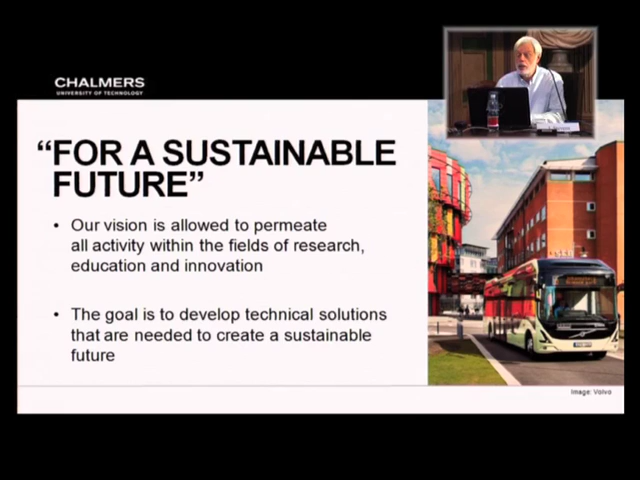 CHALMERS
UNIVERSITY OF TECHNOLOGY
“FOR A SUSTAINABLE
FUTURE”
• Our vision is allowed to permeate
all activity within the fields of research,
education and innovation
• The goal is to develop technical solutions
that are needed to create a sustainable
future
Image: Volvo